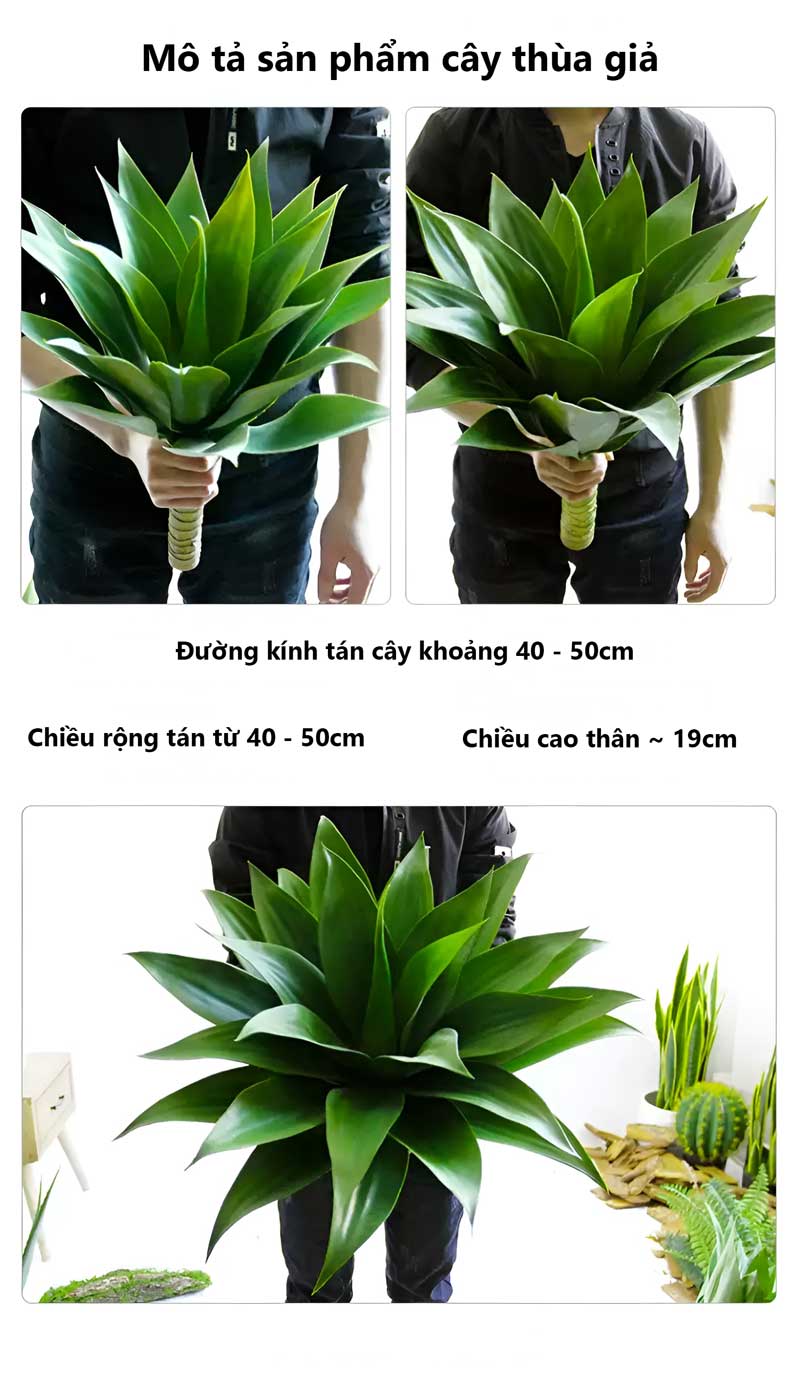 Mô tả sản phẩm cây thùa giả
Đường kính tán cây khoảng 40 - 50cm
Chiều rộng tán từ 40 - 50cm
Chiều cao thân ~ 19cm